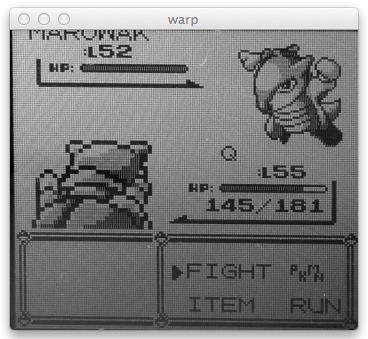 warp
MAROWAK
:L52
HP:
Q
:L55
HP:
145/181
FIGHT PKMN
ITEM RUN